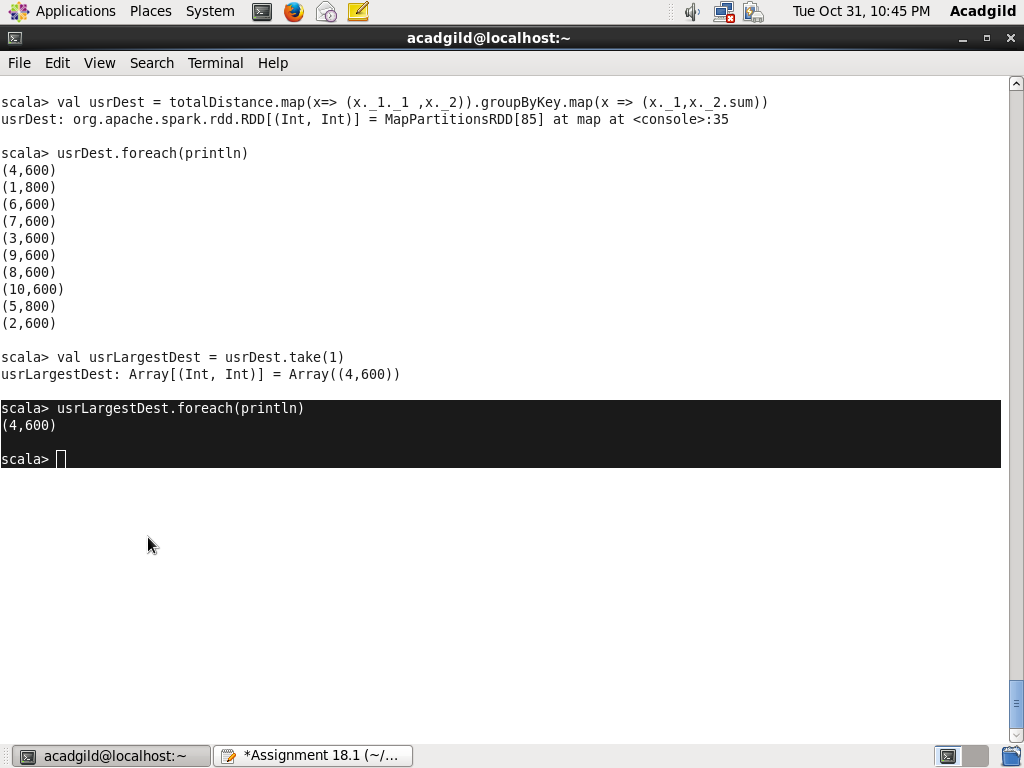 Applications Places System Tue Oct 31, 10:45 PM Acadgild
acadgild@localhost:~
File Edit View Search Terminal Help
scala> val usrDest = totalDistance.map(x=> (x._1._1 ,x._2)).groupByKey.map(x => (x._1,x._2.sum))
usrDest: org.apache.spark.rdd.RDD[(Int, Int)] = MapPartitionsRDD[85] at map at <console>:35
scala> usrDest.foreach(println)
(4,600)
(1,800)
(6,600)
(7,600)
(3,600)
(9,600)
(8,600)
(10,600)
(5,800)
(2,600)
scala> val usrLargestDest = usrDest.take(1)
usrLargestDest: Array[(Int, Int)] = Array((4,600))
scala> usrLargestDest.foreach(println)
(4,600)
scala>
acadgild@localhost:~ *Assignment 18.1 (~/...